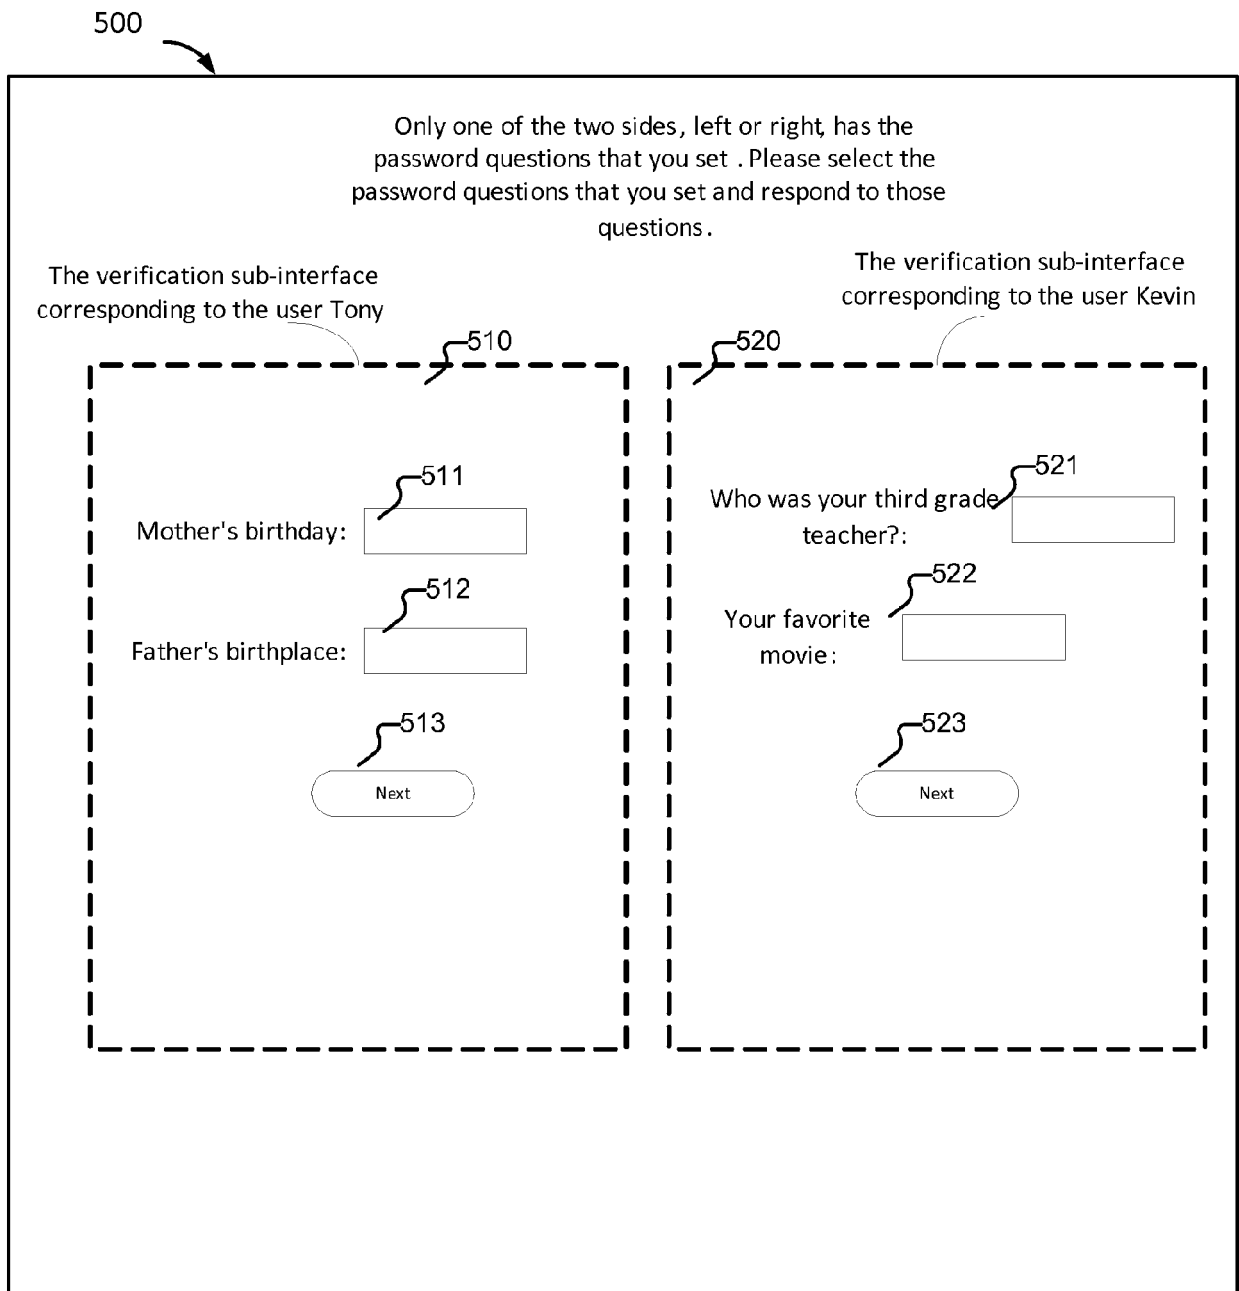 500
Only one of the two sides, left or right, has the
password questions that you set . Please select the
password questions that you set and respond to those
questions.
The verification sub-interface
corresponding to the user Tony
The verification sub-interface
corresponding to the user Kevin
510
520
511
Mother's birthday:
512
Father's birthplace:
513
Next
521
Who was your third grade
teacher?:
522
Your favorite
movie:
523
Next